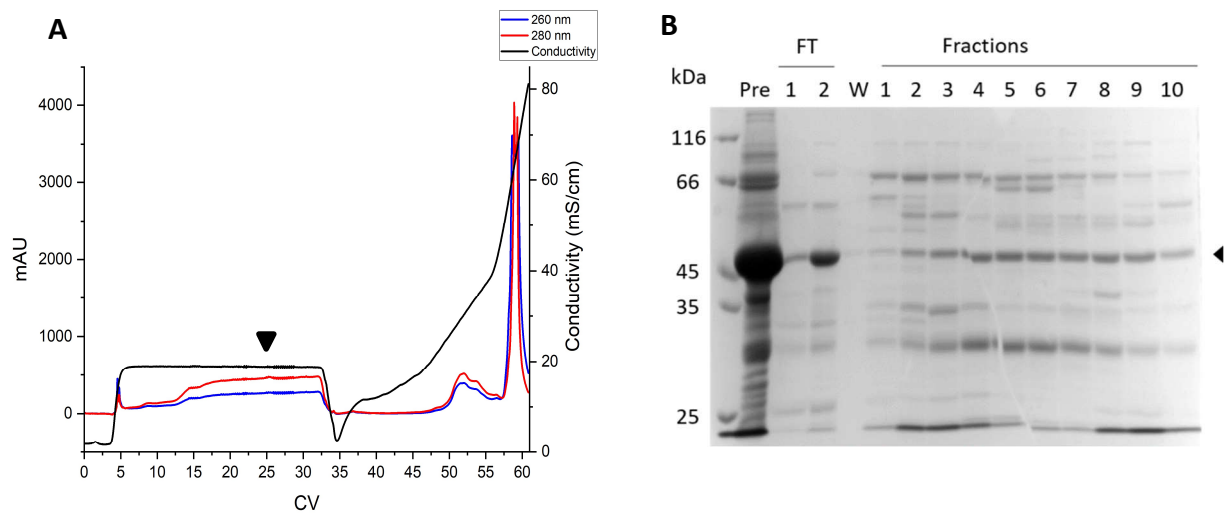 A
260 nm
280 nm
Conductivity
mAU
4000
3000
2000
1000
0
0 5 10 15 20 25 30 35 40 45 50 55 60
CV
80
60
40
20
0
Conductivity (mS/cm)
B
FT Fractions
kDa
Pre 1 2 W 1 2 3 4 5 6 7 8 9 10
116
66
45
35
25